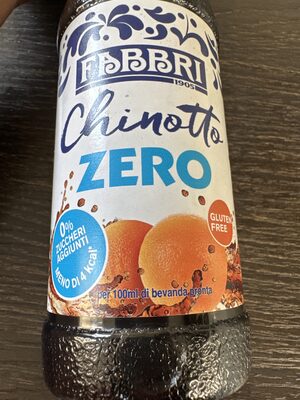 FABBRI
1905
Chinotto
ZERO
0%
ZUCCHERI
AGGIUNTI
MENO DI 4 kcal*
GLUTEN
FREE
per 100ml di bevanda pronta